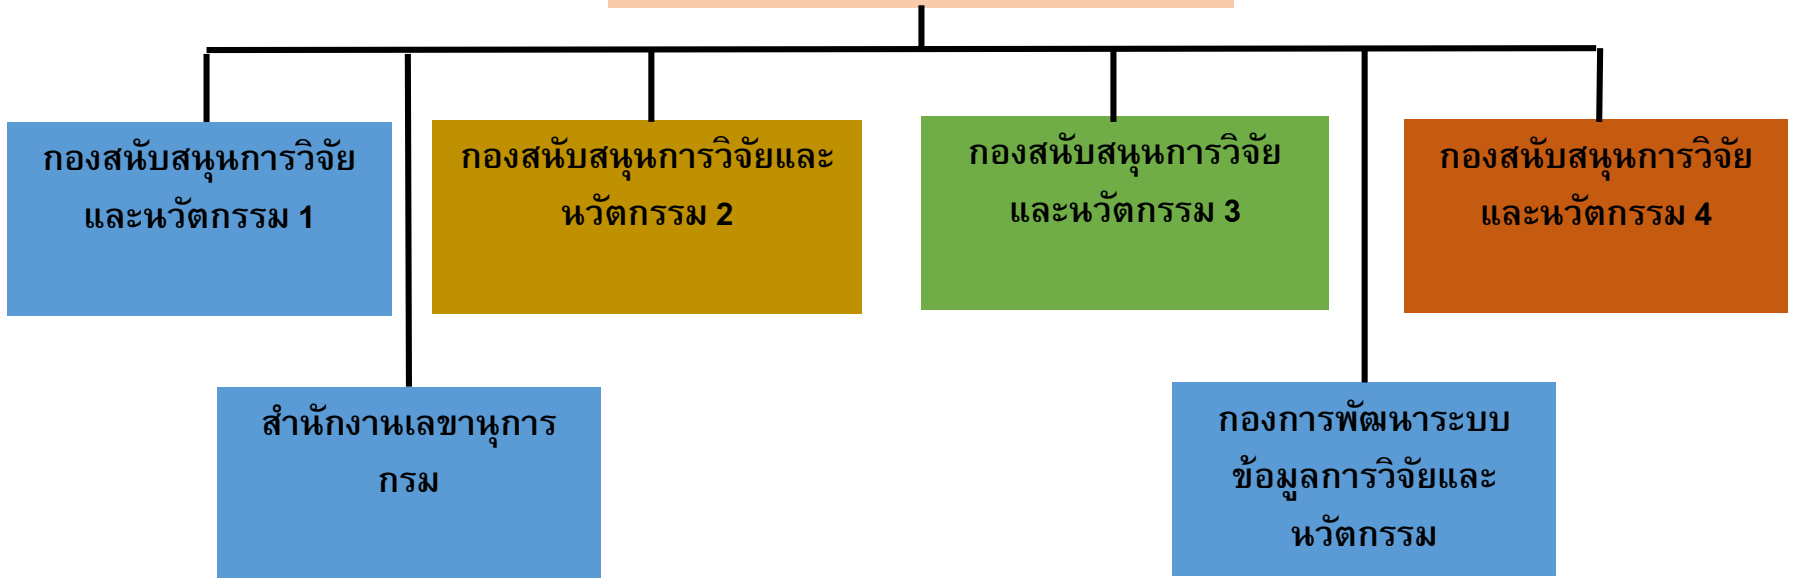 กองสนับสนุนการวิจัย
และนวัตกรรม 1
กองสนับสนุนการวิจัยและ
นวัตกรรม 2
กองสนับสนุนการวิจัย
และนวัตกรรม 3
กองสนับสนุนการวิจัย
และนวัตกรรม 4
สำนักงานเลขานุการ
กรม
กองการพัฒนาระบบ
ข้อมูลการวิจัยและ
นวัตกรรม